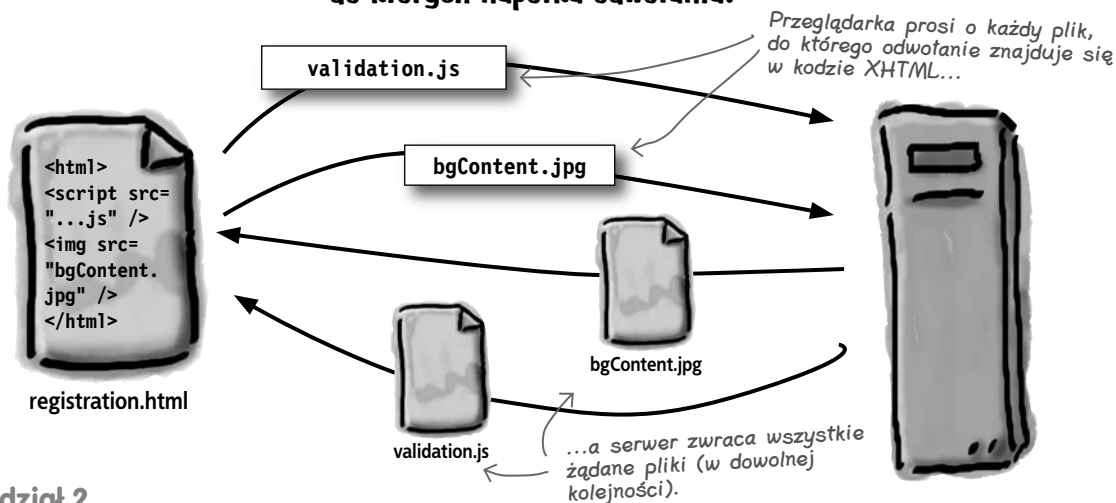 do których napotka odwołania.
Przeglądarka prosi o każdy plik,
do którego odwołanie znajduje się
w kodzie XHTML...
validation.js
bgContent.jpg
<html>
<script src=
"...js" />
<img src=
"bgContent.
jpg" />
</html>
registration.html
bgContent.jpg
validation.js
...a serwer zwraca wszystkie
żądane pliki (w dowolnej
kolejności).
dział 2